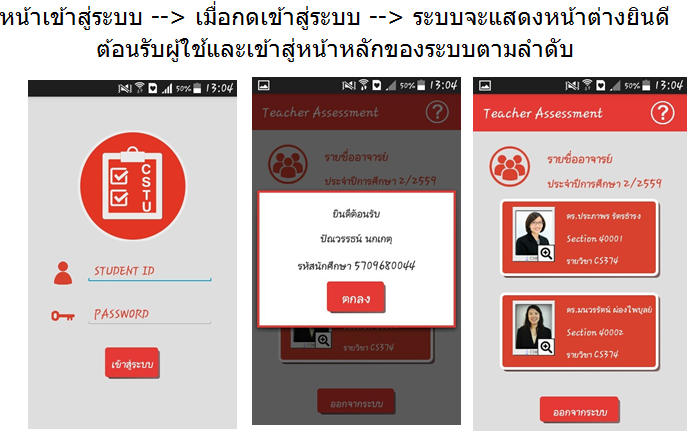 หน้าเข้าสู่ระบบ --> เมื่อกดเข้าสู่ระบบ --> ระบบจะแสดงหน้าต่างยินดี
ต้อนรับผู้ใช้และเข้าสู่หน้าหลักของระบบตามลำดับ
50% 13:04
CSTU
STUDENT ID
PASSWORD
เข้าสู่ระบบ
50% 13:04
Teacher Assessment ?
รายชื่ออาจารย์
ประจำปีการศึกษา 2/2559
ยินดีต้อนรับ
ปัณวรรธน์ นกเกตุ
รหัสนักศึกษา 5709680044
ตกลง
รายวิชา CS374
ออกจากระบบ
50% 13:04
Teacher Assessment ?
รายชื่ออาจารย์
ประจำปีการศึกษา 2/2559
ดร.ประภาพร รัตรธำรง
Section 40001
รายวิชา CS374
ดร.มนวรรัตน์ ผ่องไพบูลย์
Section 40002
รายวิชา CS374
ออกจากระบบ